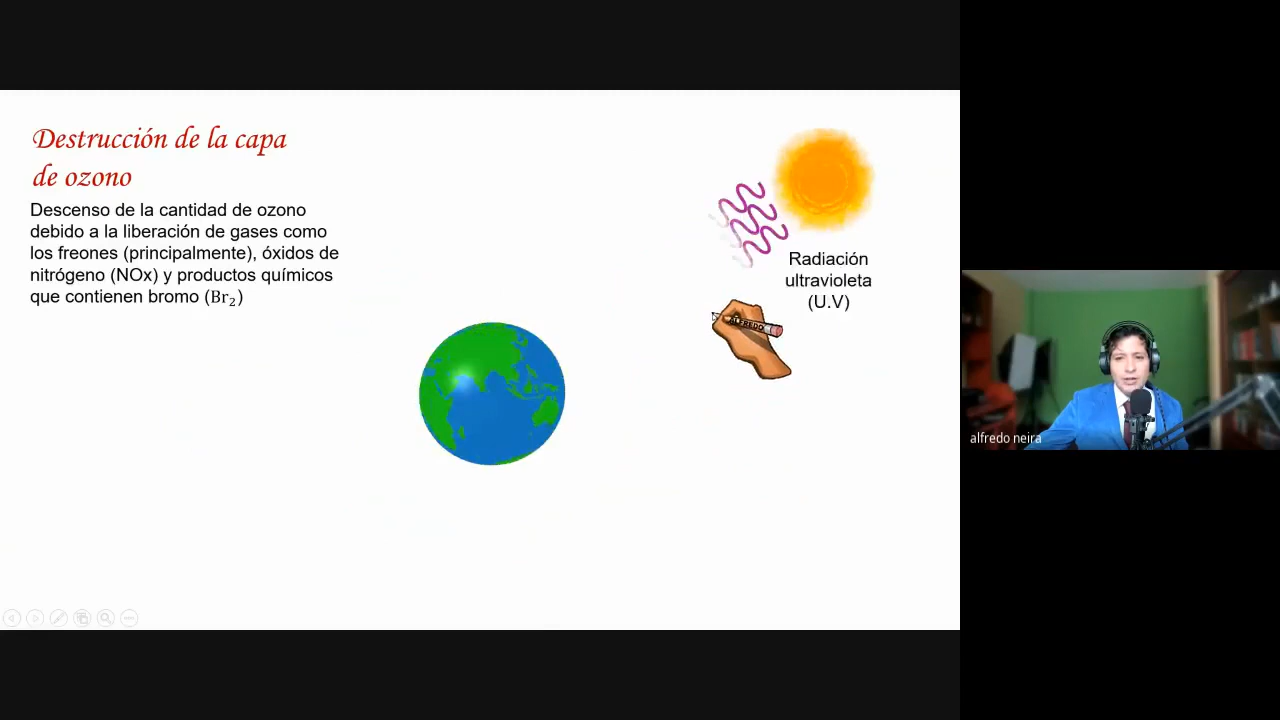 Destrucción de la capa
de ozono
Descenso de la cantidad de ozono
debido a la liberación de gases como
los freones (principalmente), óxidos de
nitrógeno (NOx) y productos químicos
que contienen bromo (Br₂)
Radiación
ultravioleta
(U.V)
ALFREDO
alfredo neira